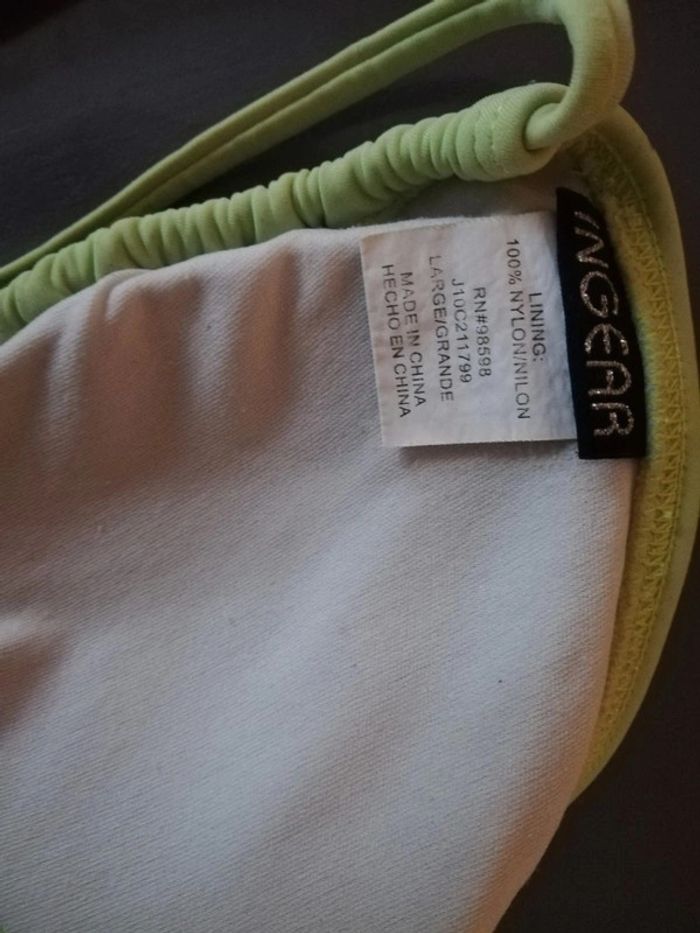 INGEAR
LINING:
100% NYLON/NILON
RN#98598
J10C211799
LARGE/GRANDE
MADE IN CHINA
HECHO EN CHINA